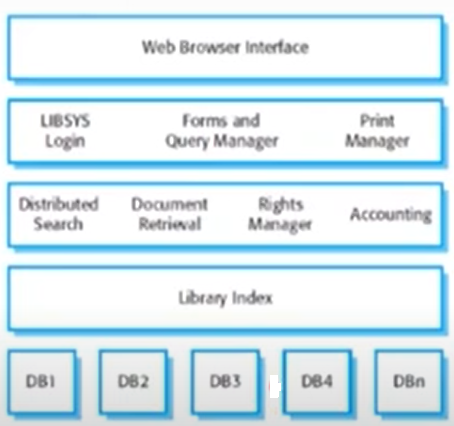 Web Browser Interface
LIBSYS Forms and Print
Login Query Manager Manager
Distributed Document Rights Accounting
Search Retrieval Manager
Library Index
DB1 DB2 DB3 DB4 DBn